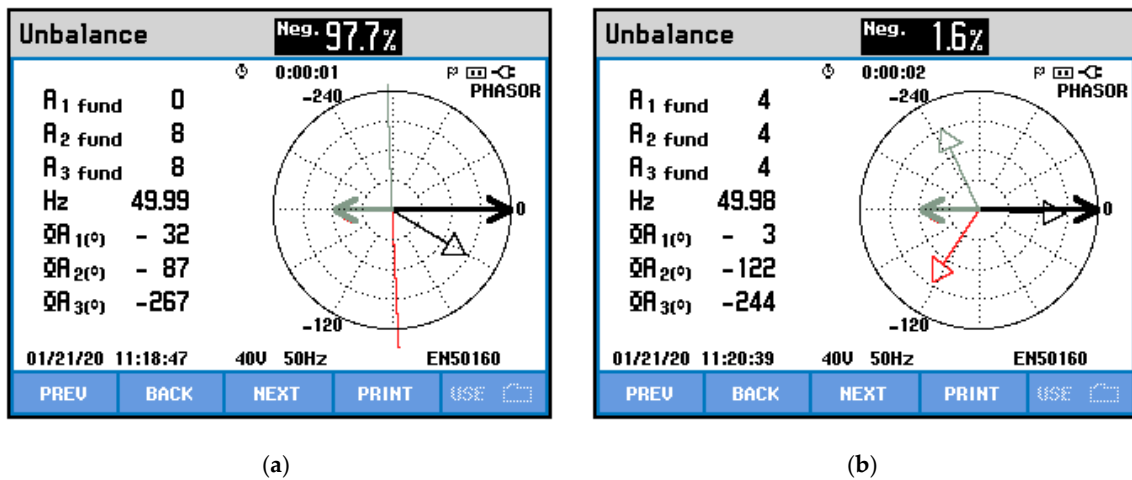 Unbalance Neg. 97.7%
0:00:01
PHASOR
-240
A1 fund 0
A2 fund 8
A3 fund 8
Hz 49.99
0
ΦA1(°) - 32
ΦA2(°) - 87
ΦA3(°) -267
-120
01/21/20 11:18:47 40V 50Hz EN50160
PREV BACK NEXT PRINT USE
(a)
Unbalance Neg. 1.6%
0:00:02
PHASOR
-240
A1 fund 4
A2 fund 4
A3 fund 4
Hz 49.98
0
ΦA1(°) - 3
ΦA2(°) -122
ΦA3(°) -244
-120
01/21/20 11:20:39 40V 50Hz EN50160
PREV BACK NEXT PRINT USE
(b)